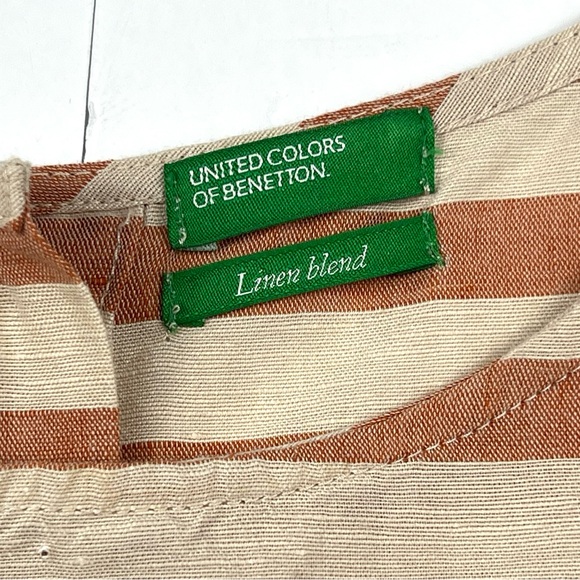 UNITED COLORS
OF BENETTON.
Linen blend